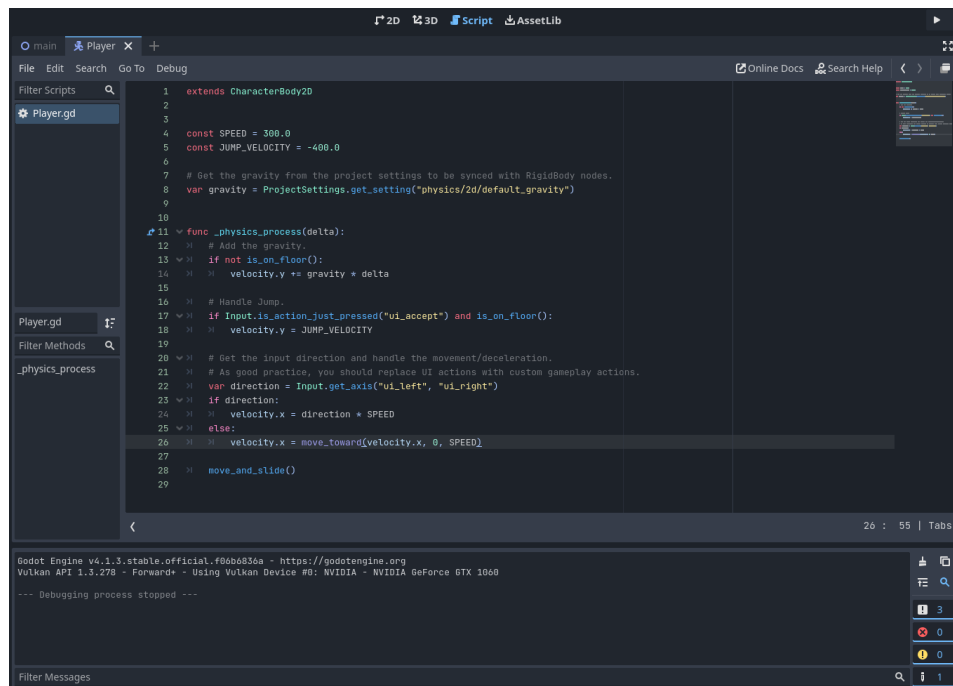 2D 3D Script AssetLib
main Player
File Edit Search Go To Debug Online Docs Search Help
Filter Scripts
Player.gd
1 extends CharacterBody2D
2
3
4 const SPEED = 300.0
5 const JUMP_VELOCITY = -400.0
6
7 # Get the gravity from the project settings to be synced with RigidBody nodes.
8 var gravity = ProjectSettings.get_setting("physics/2d/default_gravity")
9
10
11 func _physics_process(delta):
12 # Add the gravity.
13 if not is_on_floor():
14 velocity.y += gravity * delta
15
16 # Handle Jump.
17 if Input.is_action_just_pressed("ui_accept") and is_on_floor():
18 velocity.y = JUMP_VELOCITY
19
20 # Get the input direction and handle the movement/deceleration.
21 # As good practice, you should replace UI actions with custom gameplay actions.
22 var direction = Input.get_axis("ui_left", "ui_right")
23 if direction:
24 velocity.x = direction * SPEED
25 else:
26 velocity.x = move_toward(velocity.x, 0, SPEED)
27
28 move_and_slide()
29
Player.gd
Filter Methods
_physics_process
26 : 55 | Tabs
Godot Engine v4.1.3.stable.official.f06b6836a - https://godotengine.org
Vulkan API 1.3.278 - Forward+ - Using Vulkan Device #0: NVIDIA - NVIDIA GeForce GTX 1060
--- Debugging process stopped ---
3
0
0
1
Filter Messages